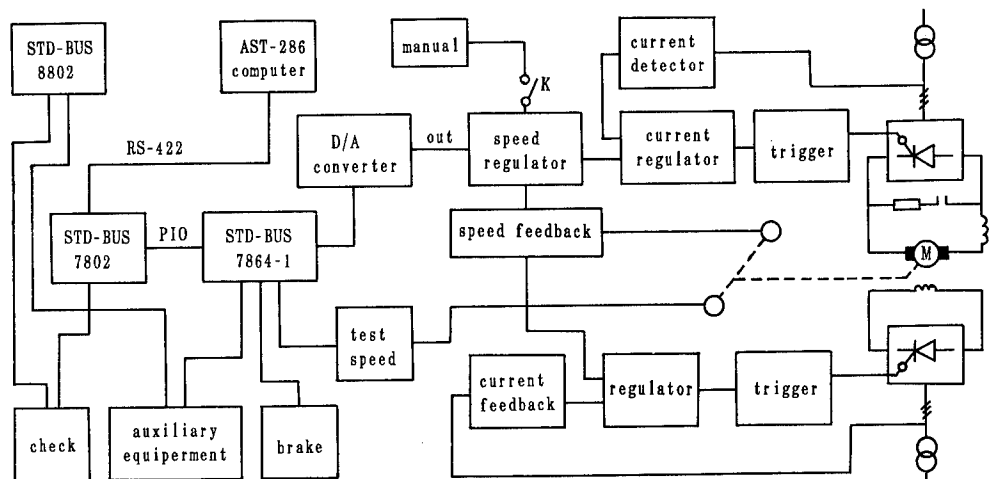 STD-BUS
8802
AST-286
computer
manual
K
current
detector
RS-422
D/A
converter
out
speed
regulator
current
regulator
trigger
STD-BUS
7802
PIO
STD-BUS
7864-1
speed feedback
M
test
speed
current
feedback
regulator
trigger
check
auxiliary
equiperment
brake